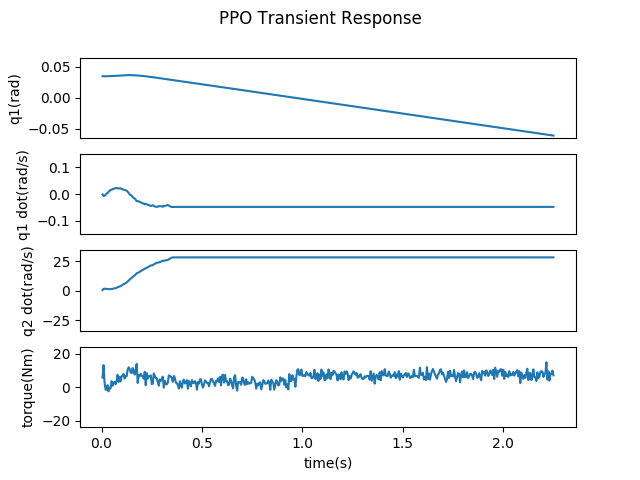 PPO Transient Response
0.05
0.00
−0.05
q1(rad)
0.1
0.0
−0.1
q1 dot(rad/s)
25
0
−25
q2 dot(rad/s)
20
0
−20
torque(Nm)
0.0 0.5 1.0 1.5 2.0
time(s)